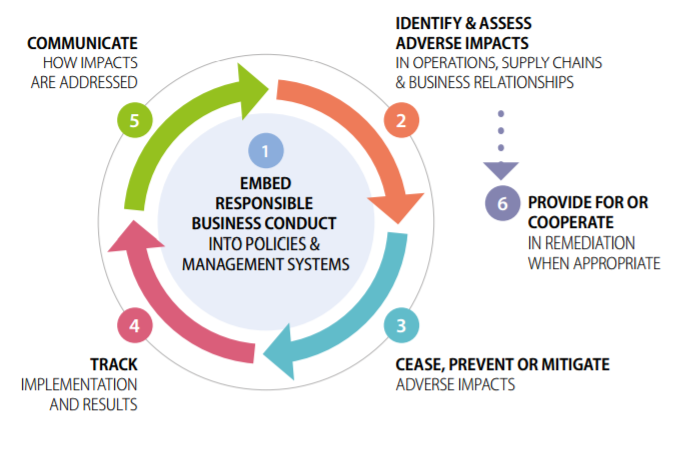 1
EMBED
RESPONSIBLE
BUSINESS CONDUCT
INTO POLICIES &
MANAGEMENT SYSTEMS
2
IDENTIFY & ASSESS
ADVERSE IMPACTS
IN OPERATIONS, SUPPLY CHAINS
& BUSINESS RELATIONSHIPS
3
CEASE, PREVENT OR MITIGATE
ADVERSE IMPACTS
4
TRACK
IMPLEMENTATION
AND RESULTS
5
COMMUNICATE
HOW IMPACTS
ARE ADDRESSED
6
PROVIDE FOR OR
COOPERATE
IN REMEDIATION
WHEN APPROPRIATE